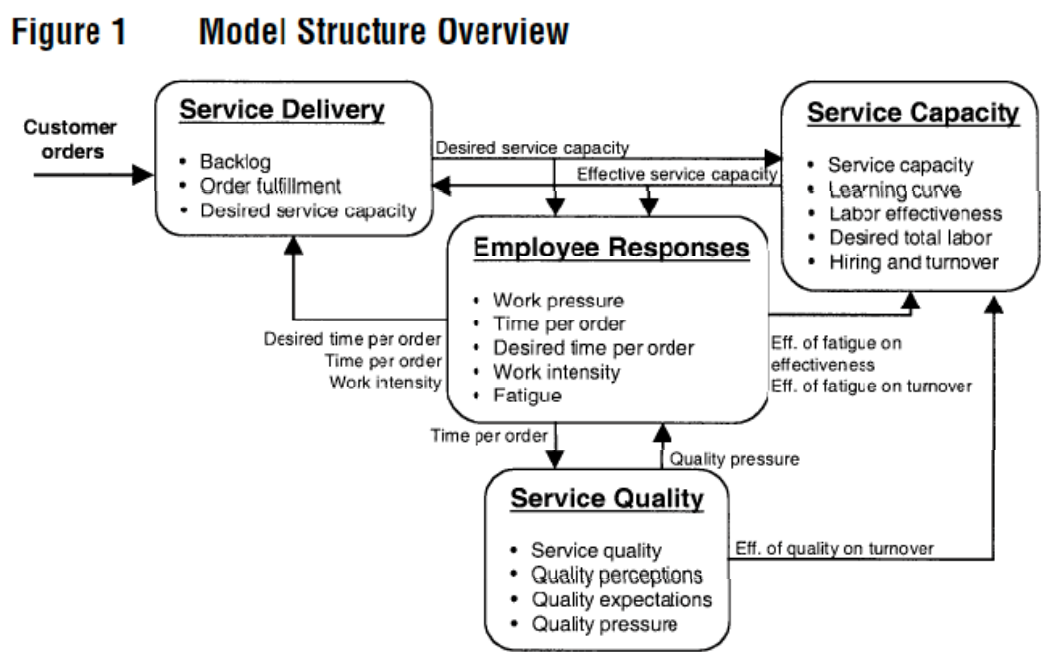 Figure 1 Model Structure Overview
Customer
orders
Service Delivery
• Backlog
• Order fulfillment
• Desired service capacity
Desired service capacity
Effective service capacity
Service Capacity
• Service capacity
• Learning curve
• Labor effectiveness
• Desired total labor
• Hiring and turnover
Employee Responses
• Work pressure
• Time per order
• Desired time per order
• Work intensity
• Fatigue
Desired time per order
Time per order
Work intensity
Eff. of fatigue on
effectiveness
Eff. of fatigue on turnover
Time per order
Quality pressure
Service Quality
• Service quality
• Quality perceptions
• Quality expectations
• Quality pressure
Eff. of quality on turnover